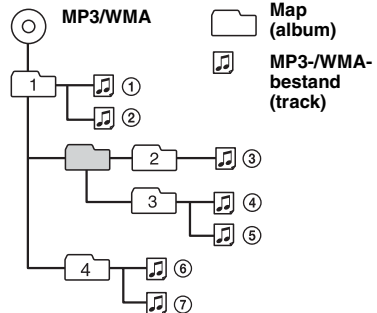 MP3/WMA
Map
(album)
MP3-/WMA-
bestand
(track)
1
①
②
2
③
3
④
⑤
4
⑥
⑦